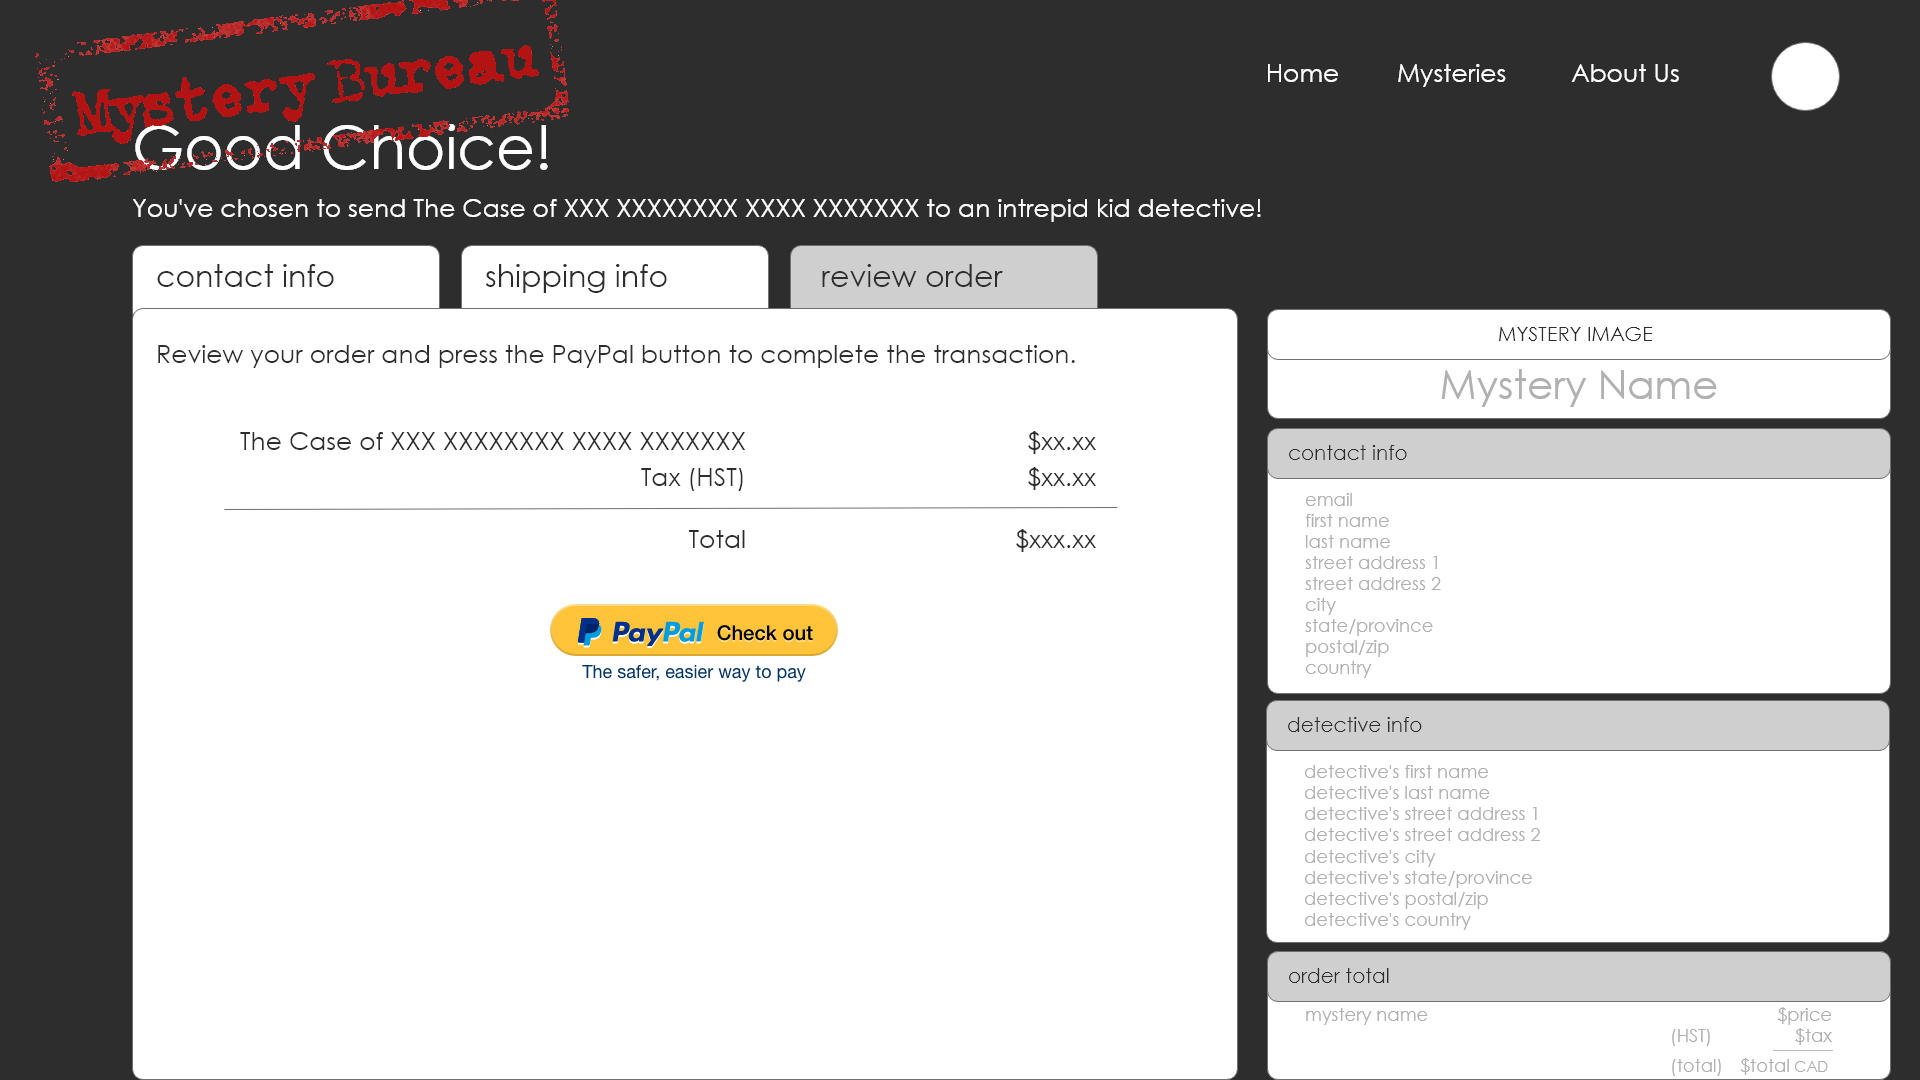 Mystery Bureau
Home
Mysteries
About Us
Good Choice!
You've chosen to send The Case of XXX XXXXXXXX XXXX XXXXXXX to an intrepid kid detective!
contact info
shipping info
review order
Review your order and press the PayPal button to complete the transaction.
The Case of XXX XXXXXXXX XXXX XXXXXXX $xx.xx
Tax (HST) $xx.xx
Total $xxx.xx
PayPal Check out
The safer, easier way to pay
MYSTERY IMAGE
Mystery Name
contact info
email
first name
last name
street address 1
street address 2
city
state/province
postal/zip
country
detective info
detective's first name
detective's last name
detective's street address 1
detective's street address 2
detective's city
detective's state/province
detective's postal/zip
detective's country
order total
mystery name $price
(HST) $tax
(total) $total CAD